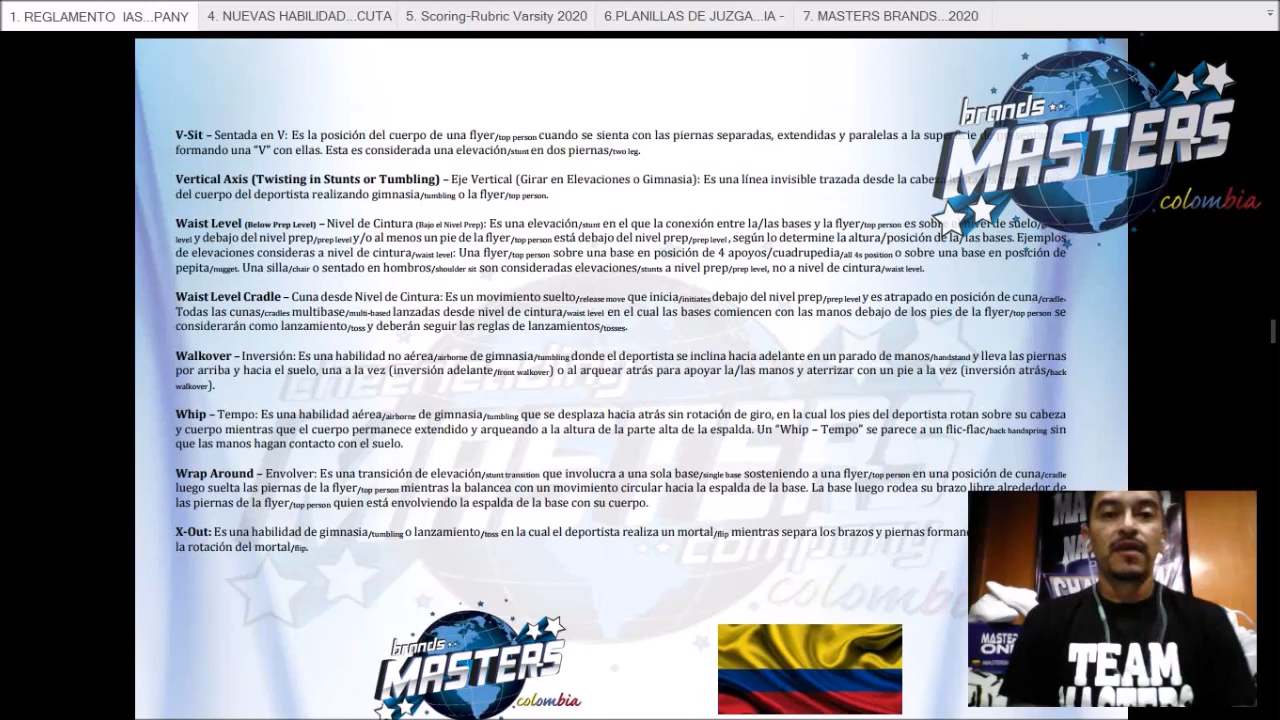 1. REGLAMENTO IAS...PANY
4. NUEVAS HABILIDAD...CUTA
5. Scoring-Rubric Varsity 2020
6.PLANILLAS DE JUZGA...IA -
7. MASTERS BRANDS...2020
brands
MASTERS
colombia
V-Sit – Sentada en V: Es la posición del cuerpo de una flyer/top person cuando se sienta con las piernas separadas, extendidas y paralelas a la
formando una "V" con ellas. Esta es considerada una elevación/stunt en dos piernas/two leg.
Vertical Axis (Twisting in Stunts or Tumbling) – Eje Vertical (Girar en Elevaciones o Gimnasia): Es una línea invisible trazada desde la cabeza
del cuerpo del deportista realizando gimnasia/tumbling o la flyer/top person.
Waist Level (Below Prep Level) – Nivel de Cintura (Bajo el Nivel Prep): Es una elevación/stunt en el que la conexión entre la/las bases y la flyer/top person es sobre el nivel de suelo/
level y debajo del nivel prep/prep level y/o al menos un pie de la flyer/top person está debajo del nivel prep/prep level, según lo determine la altura/posición de la/las bases. Ejemplos
de elevaciones consideras a nivel de cintura/waist level: Una flyer/top person sobre una base en posición de 4 apoyos/cuadrupedia/all 4s position o sobre una base en posición de
pepita/nugget. Una silla/chair o sentado en hombros/shoulder sit son consideradas elevaciones/stunts a nivel prep/prep level, no a nivel de cintura/waist level.
Waist Level Cradle – Cuna desde Nivel de Cintura: Es un movimiento suelto/release move que inicia/initiates debajo del nivel prep/prep level y es atrapado en posición de cuna/cradle.
Todas las cunas/cradles multibase/multi-based lanzadas desde nivel de cintura/waist level en el cual las bases comiencen con las manos debajo de los pies de la flyer/top person se
considerarán como lanzamiento/toss y deberán seguir las reglas de lanzamientos/tosses.
Walkover – Inversión: Es una habilidad no aérea/airborne de gimnasia/tumbling donde el deportista se inclina hacia adelante en un parado de manos/handstand y lleva las piernas
por arriba y hacia el suelo, una a la vez (inversión adelante/front walkover) o al arquear atrás para apoyar la/las manos y aterrizar con un pie a la vez (inversión atrás/back
walkover).
Whip – Tempo: Es una habilidad aérea/airborne de gimnasia/tumbling que se desplaza hacia atrás sin rotación de giro, en la cual los pies del deportista rotan sobre su cabeza
y cuerpo mientras que el cuerpo permanece extendido y arqueando a la altura de la parte alta de la espalda. Un "Whip – Tempo" se parece a un flic-flac/back handspring sin
que las manos hagan contacto con el suelo.
Wrap Around – Envolver: Es una transición de elevación/stunt transition que involucra a una sola base/single base sosteniendo a una flyer/top person en una posición de cuna/cradle
luego suelta las piernas de la flyer/top person mientras la balancea con un movimiento circular hacia la espalda de la base. La base luego rodea su brazo libre alrededor de
las piernas de la flyer/top person quien está envolviendo la espalda de la base con su cuerpo.
X-Out: Es una habilidad de gimnasia/tumbling o lanzamiento/toss en la cual el deportista realiza un mortal/flip mientras separa los brazos y piernas
la rotación del mortal/flip.
brands
MASTERS
colombia
TEAM
MASTERS